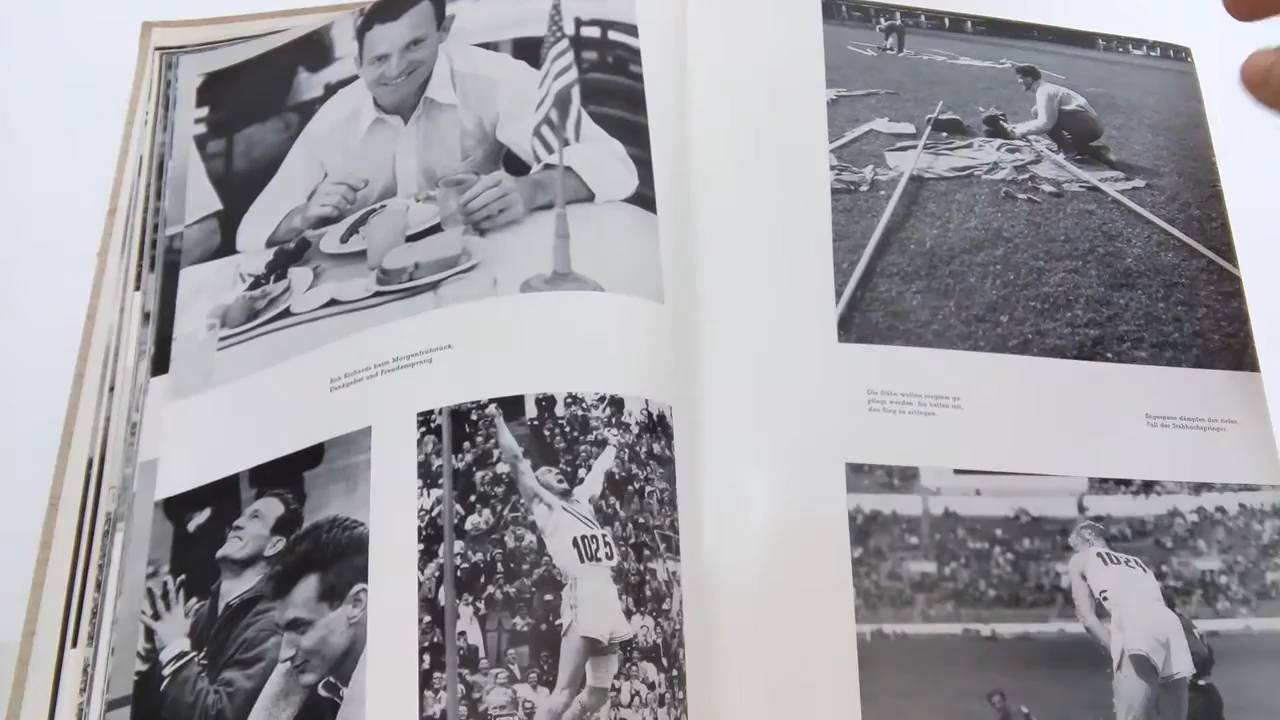 Bob Richards beim Morgenfrühstück,
Dankgebet und Freudensprung
1025
Die Stäbe wollen sorgsam ge-
pflegt werden. Sie helfen mit,
den Sieg zu erringen.
Sägespäne dämpfen den tiefen
Fall der Stabhochspringer.
1024